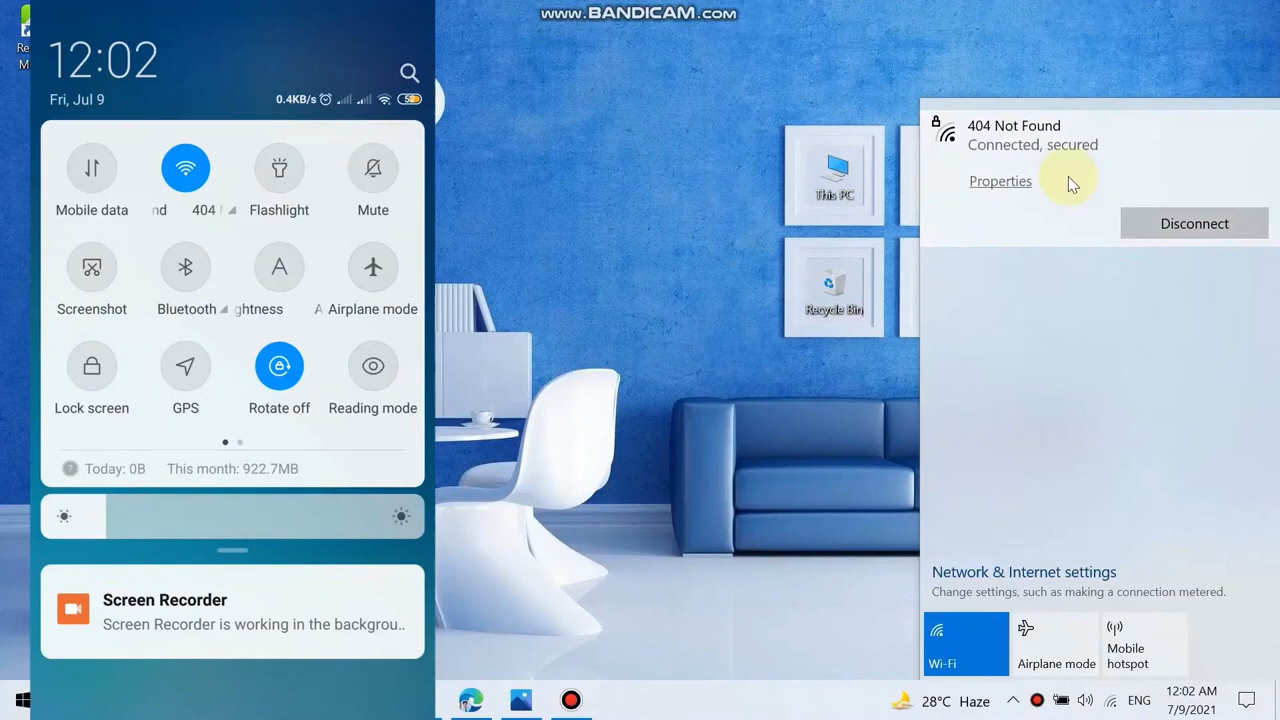 www.BANDICAM.com
Re
M
12:02
Fri, Jul 9
0.4KB/s
52
Mobile data
nd 404
Flashlight
Mute
Screenshot
Bluetooth
ghtness A
Airplane mode
Lock screen
GPS
Rotate off
Reading mode
Today: 0B This month: 922.7MB
Screen Recorder
Screen Recorder is working in the backgrou..
This PC
Recycle Bin
404 Not Found
Connected, secured
Properties
Disconnect
Network & Internet settings
Change settings, such as making a connection metered.
Wi-Fi
Airplane mode
Mobile
hotspot
28°C Haze
ENG
12:02 AM
7/9/2021